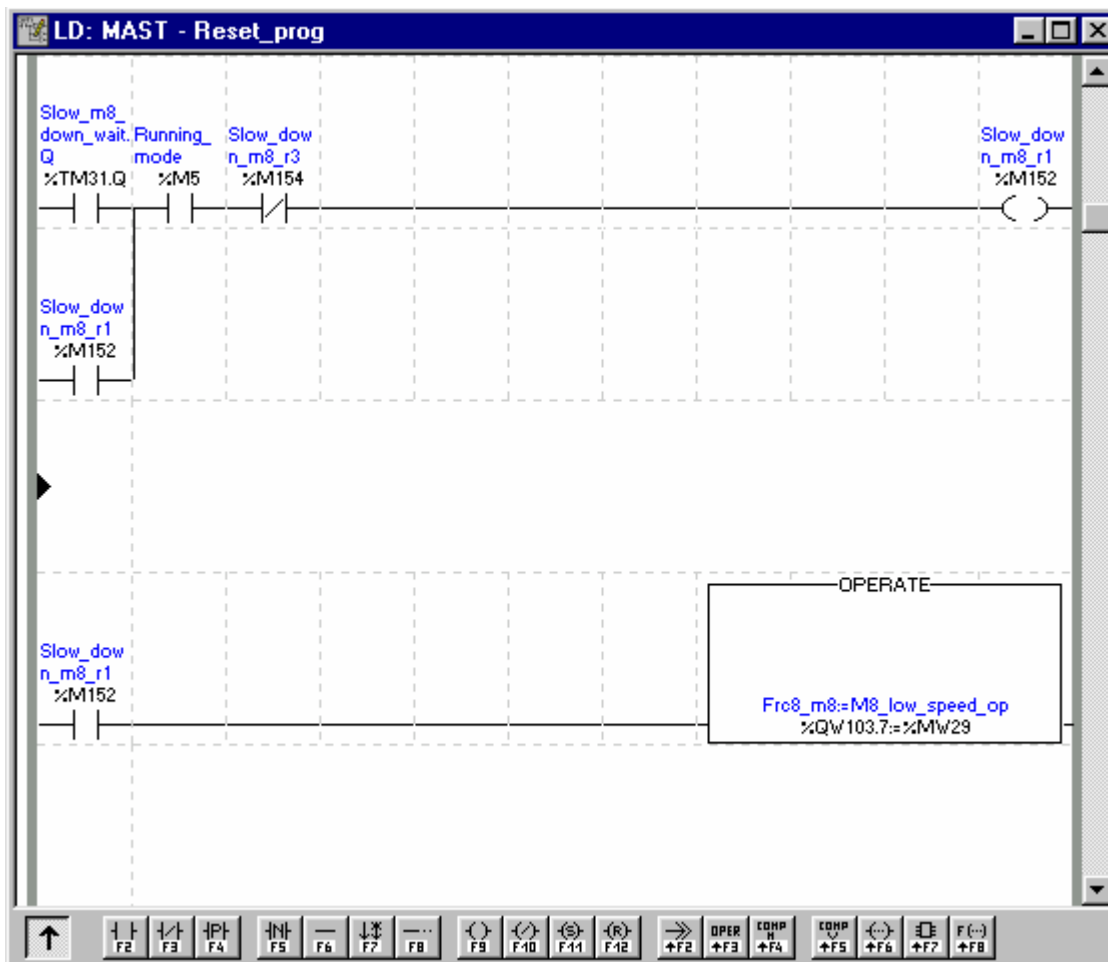 LD: MAST - Reset_prog
Slow_m8_
down_wait.
Q
%TM31.Q
Running_
mode
%M5
Slow_dow
n_m8_r3
%M154
Slow_dow
n_m8_r1
%M152
Slow_dow
n_m8_r1
%M152
OPERATE
Slow_dow
n_m8_r1
%M152
Frc8_m8:=M8_low_speed_op
%QW103.7:=%MW29
F2
F3
P
F4
N
F5
F6
F7
F8
F9
F10
S
F11
R
F12
F2
OPER
F3
COMP
H
F4
COMP
V
F5
F6
F7
F(--)
F8